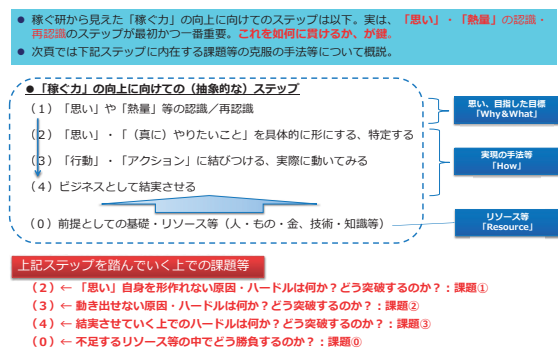 ● 稼ぐ研から見えた「稼ぐ力」の向上に向けてのステップは以下。実は、「思い」・「熱量」の認識・
再認識のステップが最初かつ一番重要。これを如何に貫けるか、が鍵。
● 次頁では下記ステップに内在する課題等の克服の手法等について概説。
●「稼ぐ力」の向上に向けての(抽象的な)ステップ
(1)「思い」や「熱量」等の認識/再認識
(2)「思い」・「(真に)やりたいこと」を具体的に形にする、特定する
(3)「行動」・「アクション」に結びつける、実際に動いてみる
(4)ビジネスとして結実させる
(0)前提としての基礎・リソース等(人・もの・金、技術・知識等)
思い、目指した目標
「Why&What」
実現の手法等
「How」
リソース等
「Resource」
上記ステップを踏んでいく上での課題等
(2)← 「思い」自身を形作れない原因・ハードルは何か?どう突破するのか?:課題①
(3)← 動き出せない原因・ハードルは何か?どう突破するのか?:課題②
(4)← 結実させていく上でのハードルは何か?どう突破するのか?:課題③
(0)← 不足するリソース等の中でどう勝負するのか?:課題⓪